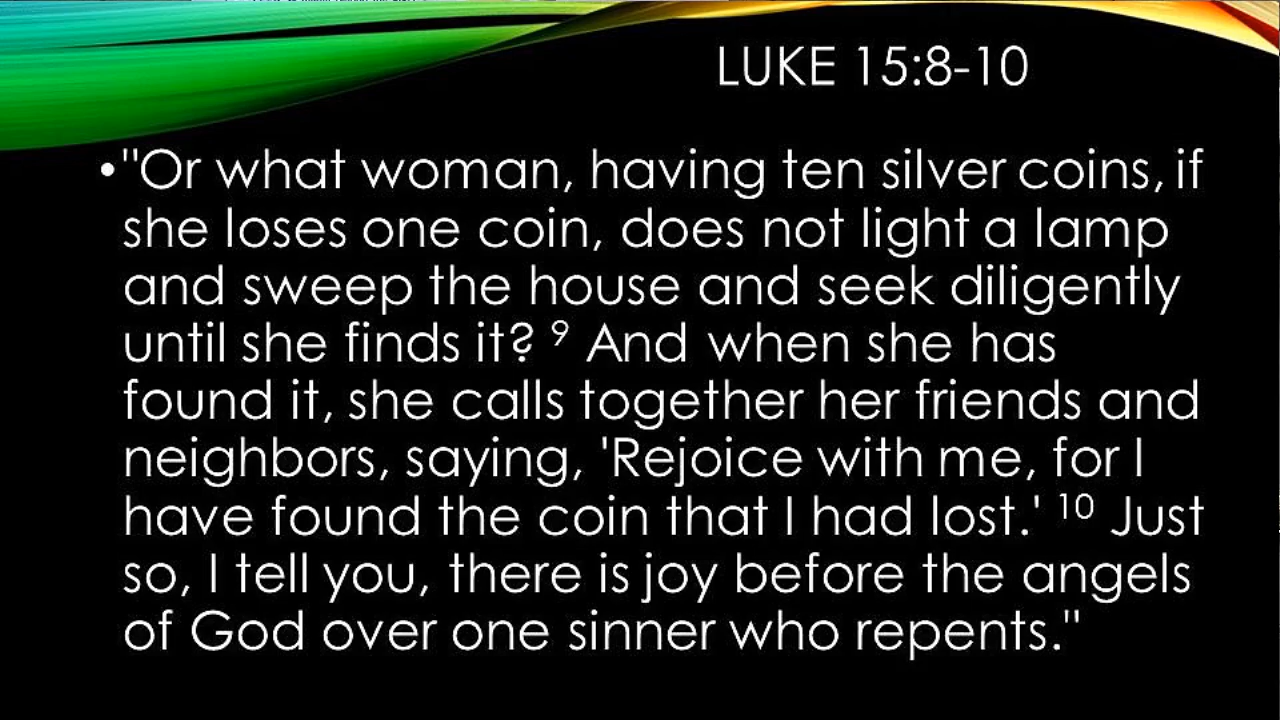 LUKE 15:8-10
•"Or what woman, having ten silver coins, if
she loses one coin, does not light a lamp
and sweep the house and seek diligently
until she finds it? ⁹ And when she has
found it, she calls together her friends and
neighbors, saying, 'Rejoice with me, for I
have found the coin that I had lost.' ¹⁰ Just
so, I tell you, there is joy before the angels
of God over one sinner who repents."